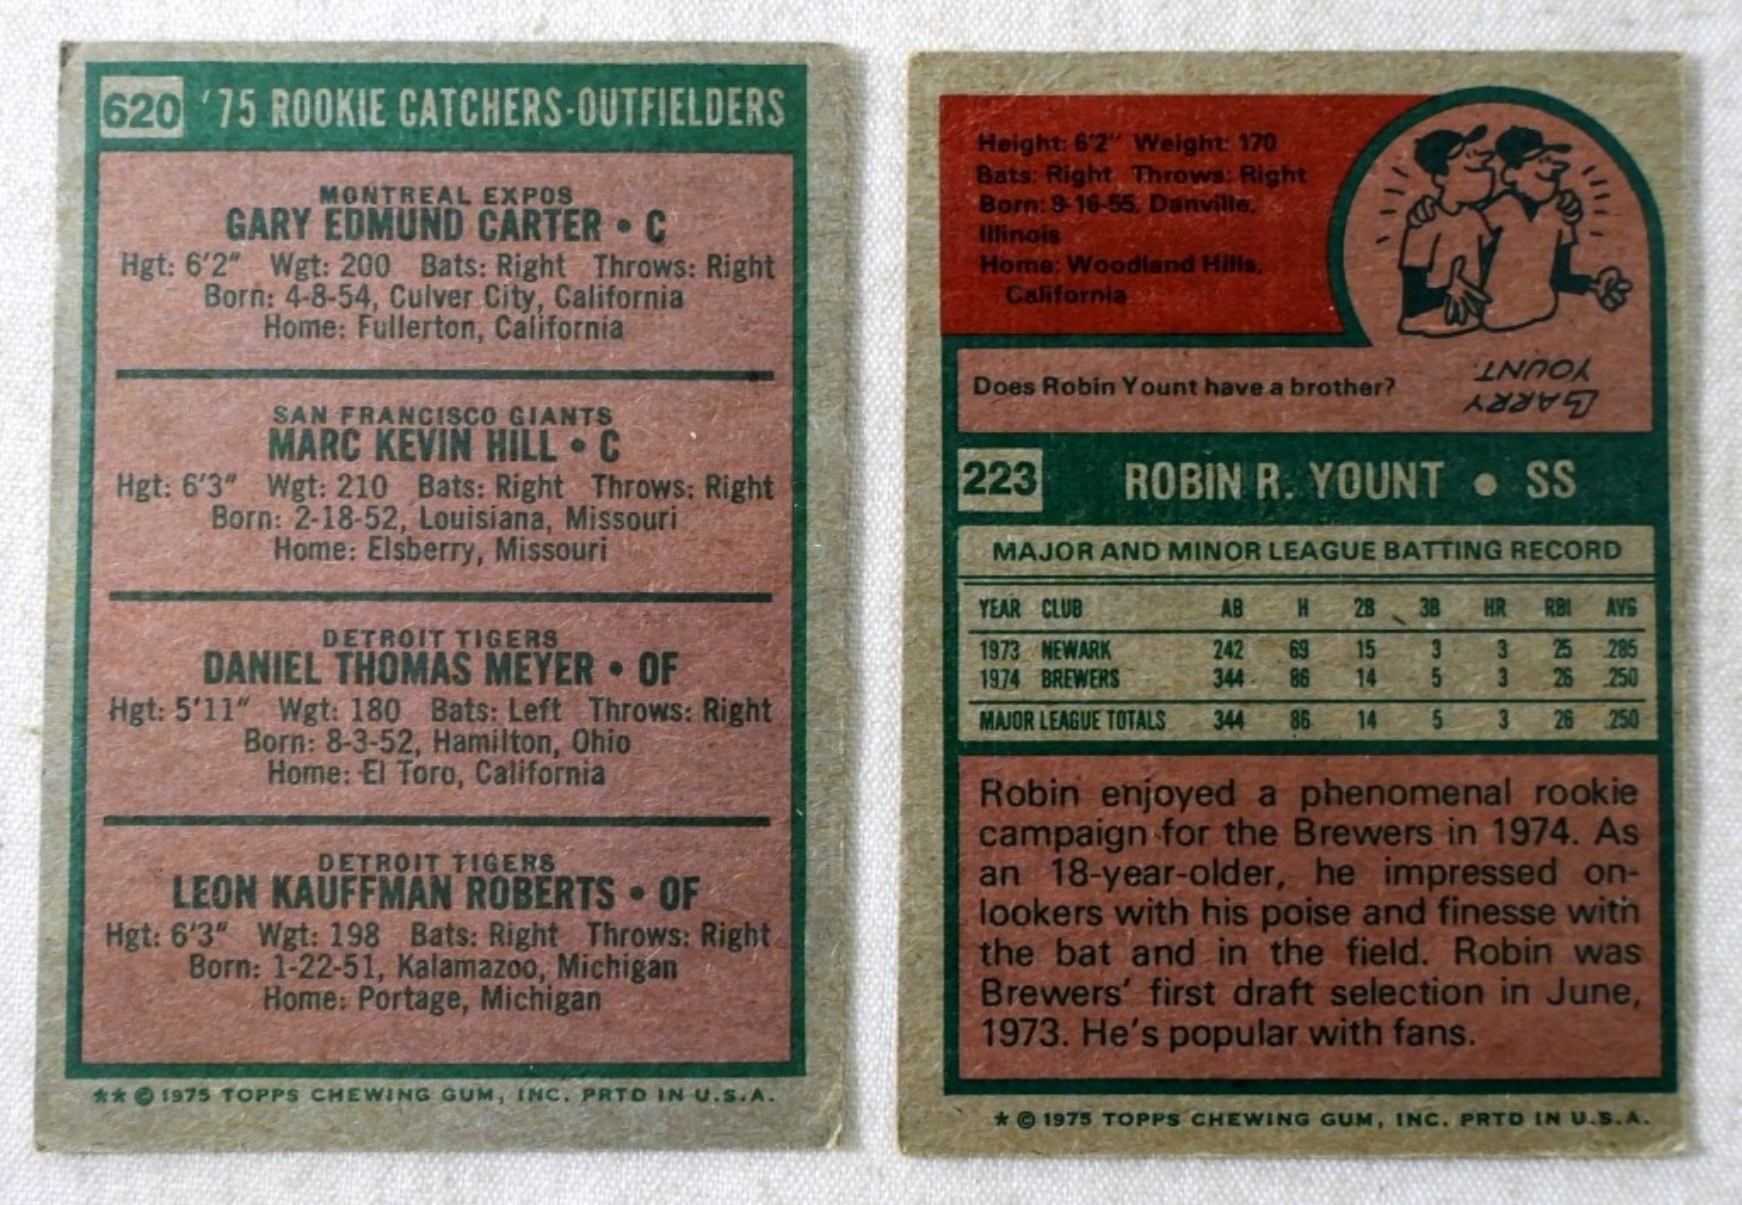 620 '75 ROOKIE CATCHERS-OUTFIELDERS
MONTREAL EXPOS
GARY EDMUND CARTER • C
Hgt: 6'2" Wgt: 200 Bats: Right Throws: Right
Born: 4-8-54, Culver City, California
Home: Fullerton, California
SAN FRANCISCO GIANTS
MARC KEVIN HILL • C
Hgt: 6'3" Wgt: 210 Bats: Right Throws: Right
Born: 2-18-52, Louisiana, Missouri
Home: Elsberry, Missouri
DETROIT TIGERS
DANIEL THOMAS MEYER • OF
Hgt: 5'11" Wgt: 180 Bats: Left Throws: Right
Born: 8-3-52, Hamilton, Ohio
Home: El Toro, California
DETROIT TIGERS
LEON KAUFFMAN ROBERTS • OF
Hgt: 6'3" Wgt: 198 Bats: Right Throws: Right
Born: 1-22-51, Kalamazoo, Michigan
Home: Portage, Michigan
** © 1975 TOPPS CHEWING GUM, INC. PRTD IN U.S.A.
Height: 6'2" Weight: 170
Bats: Right Throws: Right
Born: 9-16-55, Danville,
Illinois
Home: Woodland Hills,
California
Does Robin Yount have a brother?
LARRY
YOUNT.
223 ROBIN R. YOUNT • SS
MAJOR AND MINOR LEAGUE BATTING RECORD
YEAR CLUB AB H 2B 3B HR RBI AVG
1973 NEWARK 242 69 15 3 3 25 .285
1974 BREWERS 344 86 14 5 3 26 .250
MAJOR LEAGUE TOTALS 344 86 14 5 3 26 .250
Robin enjoyed a phenomenal rookie
campaign for the Brewers in 1974. As
an 18-year-older, he impressed on-
lookers with his poise and finesse with
the bat and in the field. Robin was
Brewers' first draft selection in June,
1973. He's popular with fans.
* © 1975 TOPPS CHEWING GUM, INC. PRTD IN U.S.A.